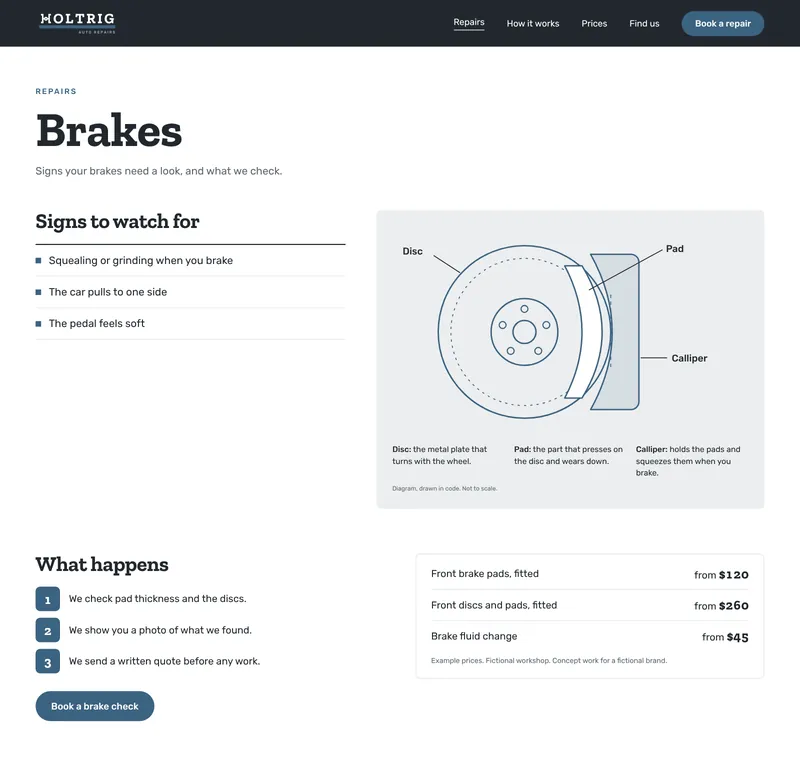 HOLTRIG
AUTO REPAIRS
Repairs
How it works
Prices
Find us
Book a repair
REPAIRS
Brakes
Signs your brakes need a look, and what we check.
Signs to watch for
Squealing or grinding when you brake
The car pulls to one side
The pedal feels soft
Disc
Pad
Calliper
Disc: the metal plate that
turns with the wheel.
Pad: the part that presses on
the disc and wears down.
Calliper: holds the pads and
squeezes them when you
brake.
Diagram, drawn in code. Not to scale.
What happens
1 We check pad thickness and the discs.
2 We show you a photo of what we found.
3 We send a written quote before any work.
Book a brake check
Front brake pads, fitted from $120
Front discs and pads, fitted from $260
Brake fluid change from $45
Example prices. Fictional workshop. Concept work for a fictional brand.